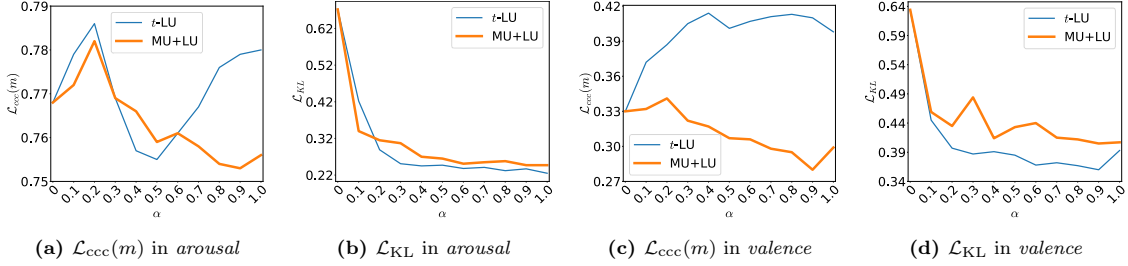 0.79
0.78
0.77
0.76
0.75
ℒccc(m)
t-LU
MU+LU
0 0.1 0.2 0.3 0.4 0.5 0.6 0.7 0.8 0.9 1.0
α
(a) ℒccc(m) in arousal
0.62
0.52
0.42
0.32
0.22
ℒKL
t-LU
MU+LU
0 0.1 0.2 0.3 0.4 0.5 0.6 0.7 0.8 0.9 1.0
α
(b) ℒKL in arousal
0.42
0.39
0.36
0.33
0.30
0.27
ℒccc(m)
t-LU
MU+LU
0 0.1 0.2 0.3 0.4 0.5 0.6 0.7 0.8 0.9 1.0
α
(c) ℒccc(m) in valence
0.64
0.59
0.54
0.49
0.44
0.39
0.34
ℒKL
t-LU
MU+LU
0 0.1 0.2 0.3 0.4 0.5 0.6 0.7 0.8 0.9 1.0
α
(d) ℒKL in valence